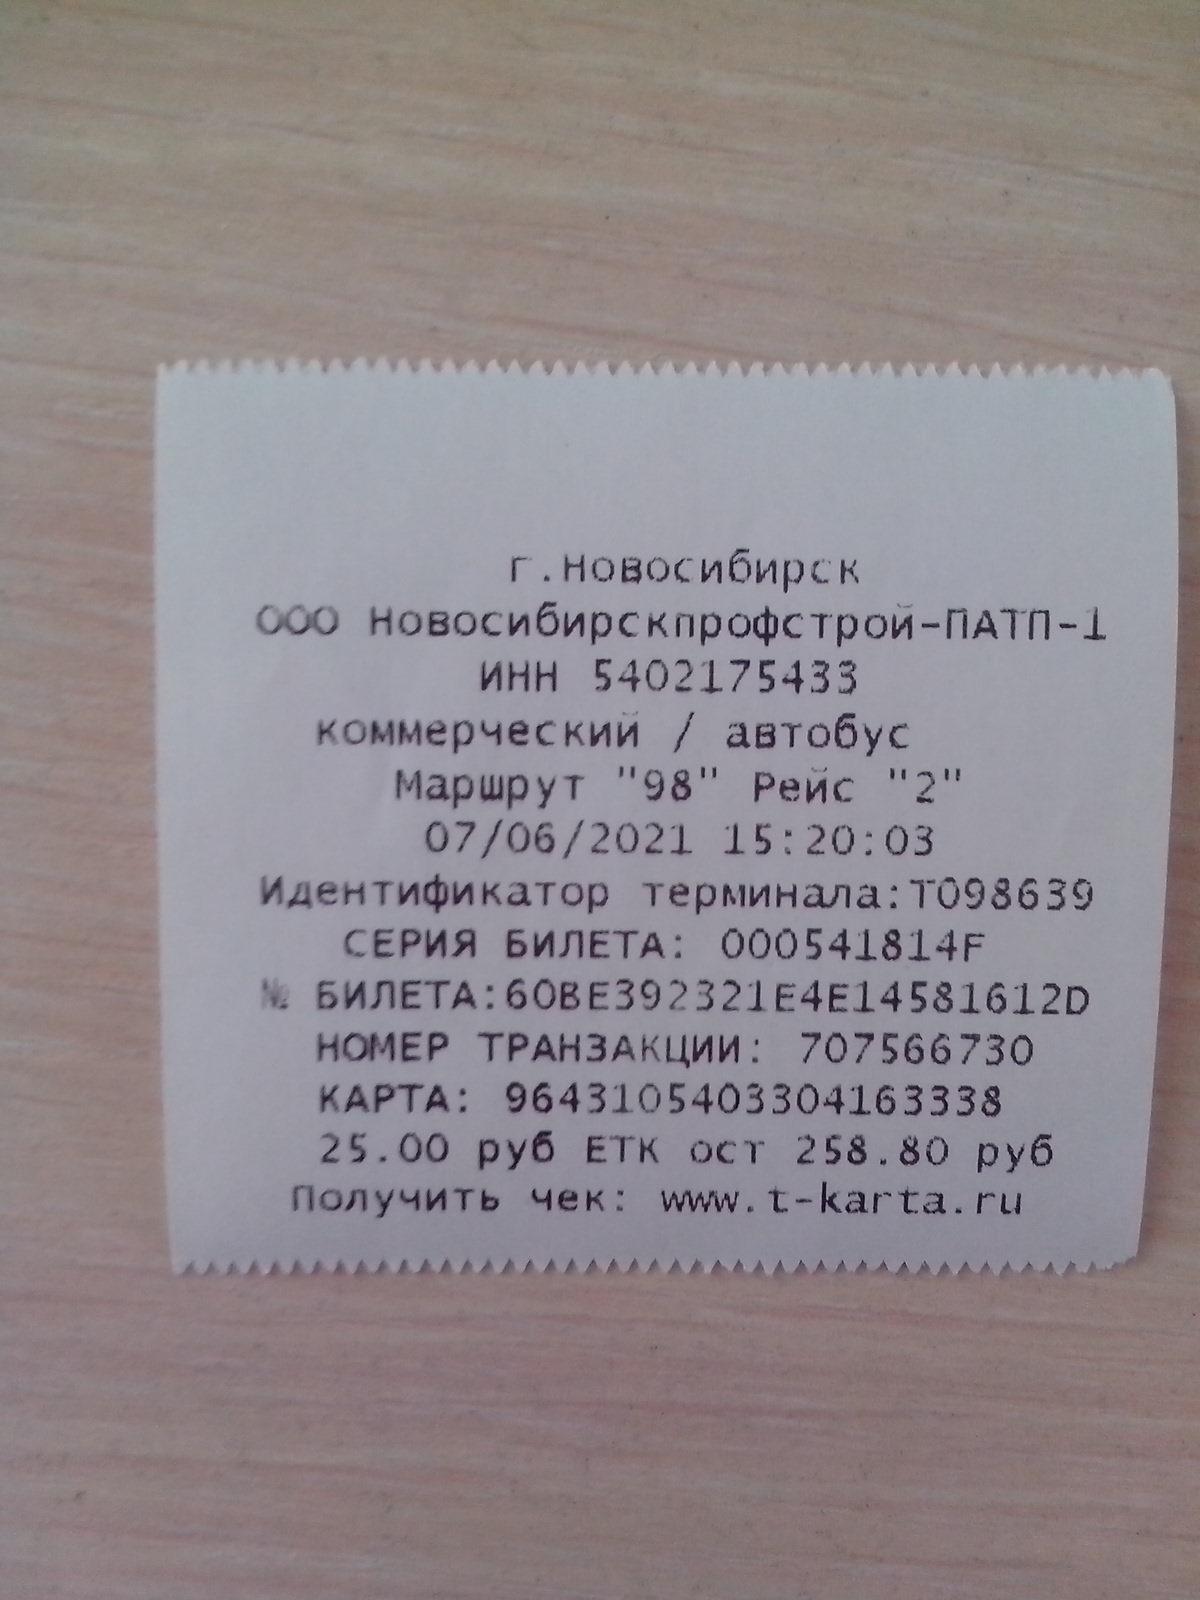 г.Новосибирск
ООО Новосибирскпрофстрой-ПАТП-1
ИНН 5402175433
коммерческий / автобус
Маршрут "98" Рейс "2"
07/06/2021 15:20:03
Идентификатор терминала:T098639
СЕРИЯ БИЛЕТА: 000541814F
№ БИЛЕТА:60BE392321E4E14581612D
НОМЕР ТРАНЗАКЦИИ: 707566730
КАРТА: 9643105403304163338
25.00 руб ЕТК ост 258.80 руб
Получить чек: www.t-karta.ru